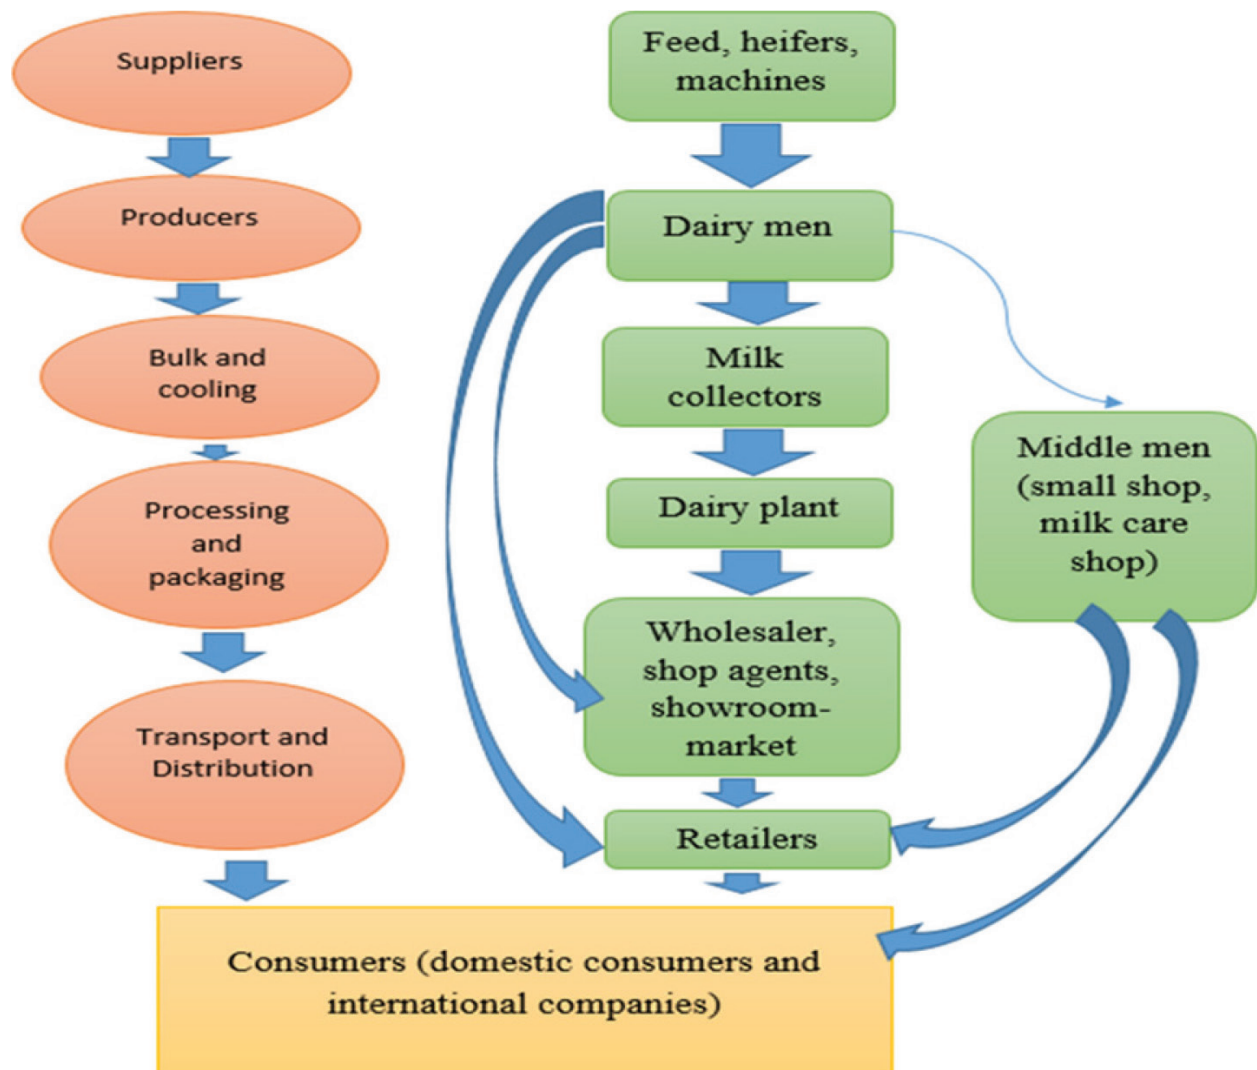 Suppliers
Producers
Bulk and
cooling
Processing
and
packaging
Transport and
Distribution
Feed, heifers,
machines
Dairy men
Milk
collectors
Dairy plant
Wholesaler,
shop agents,
showroom-
market
Retailers
Middle men
(small shop,
milk care
shop)
Consumers (domestic consumers and
international companies)